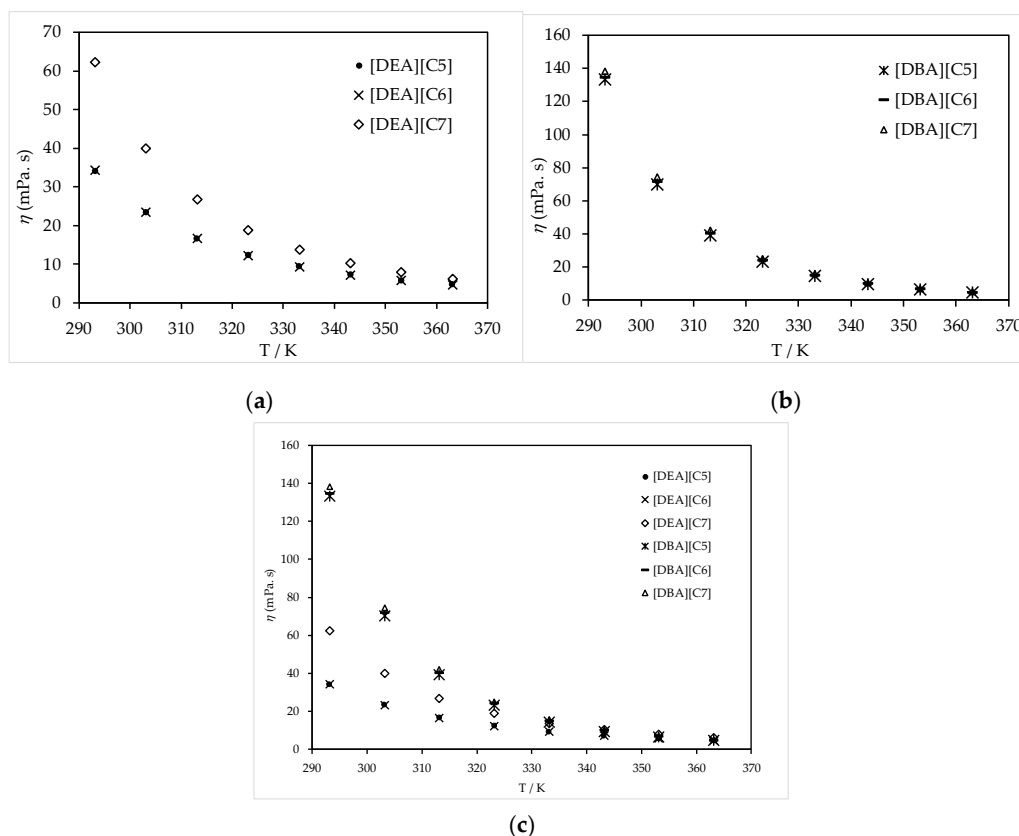 70
60
50
40
30
20
10
0
η (mPa. s)
[DEA][C5]
[DEA][C6]
[DEA][C7]
290 300 310 320 330 340 350 360 370
T / K
(a)
160
140
120
100
80
60
40
20
0
η (mPa. s)
[DBA][C5]
[DBA][C6]
[DBA][C7]
290 300 310 320 330 340 350 360 370
T / K
(b)
160
140
120
100
80
60
40
20
0
η (mPa. s)
[DEA][C5]
[DEA][C6]
[DEA][C7]
[DBA][C5]
[DBA][C6]
[DBA][C7]
290 300 310 320 330 340 350 360 370
T / K
(c)